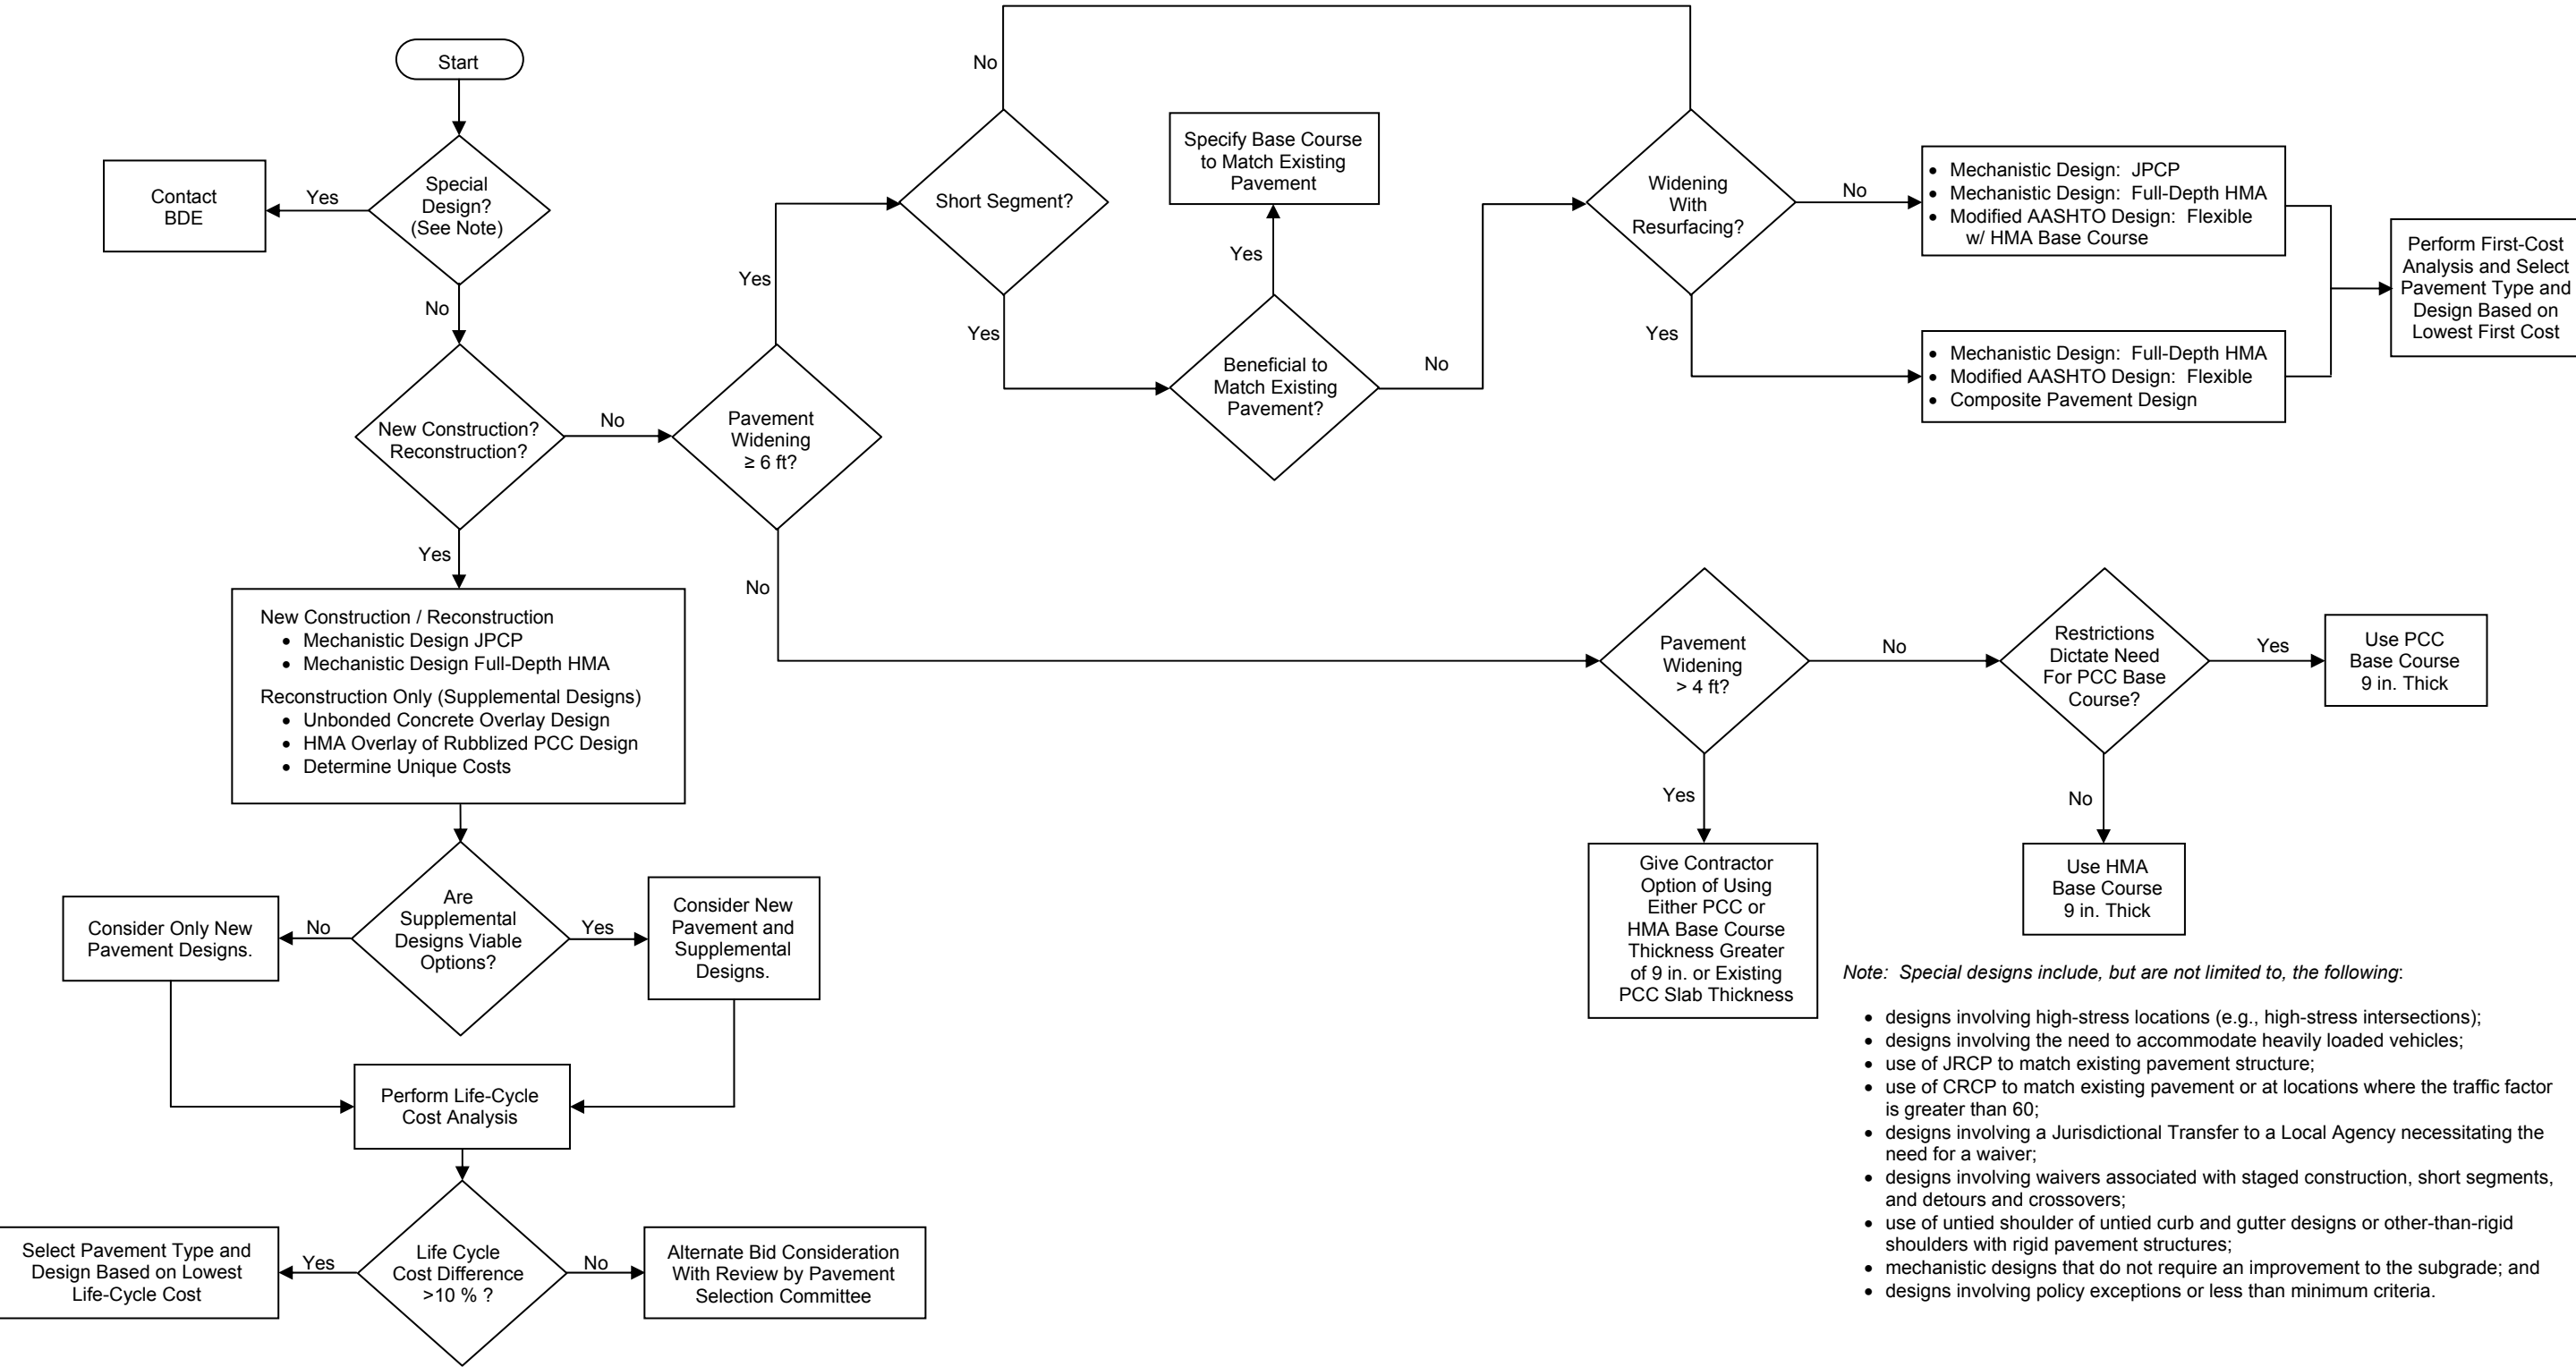 Start
Special
Design?
(See Note)
Yes
Contact
BDE
No
New Construction?
Reconstruction?
No
Pavement
Widening
≥ 6 ft?
Yes
Short Segment?
No
Yes
Beneficial to
Match Existing
Pavement?
Yes
Specify Base Course
to Match Existing
Pavement
No
Widening
With
Resurfacing?
No
• Mechanistic Design: JPCP
• Mechanistic Design: Full-Depth HMA
• Modified AASHTO Design: Flexible
w/ HMA Base Course
Yes
• Mechanistic Design: Full-Depth HMA
• Modified AASHTO Design: Flexible
• Composite Pavement Design
Perform First-Cost
Analysis and Select
Pavement Type and
Design Based on
Lowest First Cost
No
Pavement
Widening
> 4 ft?
No
Restrictions
Dictate Need
For PCC Base
Course?
Yes
Use PCC
Base Course
9 in. Thick
No
Use HMA
Base Course
9 in. Thick
Yes
Give Contractor
Option of Using
Either PCC or
HMA Base Course
Thickness Greater
of 9 in. or Existing
PCC Slab Thickness
Yes
New Construction / Reconstruction
• Mechanistic Design JPCP
• Mechanistic Design Full-Depth HMA
Reconstruction Only (Supplemental Designs)
• Unbonded Concrete Overlay Design
• HMA Overlay of Rubblized PCC Design
• Determine Unique Costs
Are
Supplemental
Designs Viable
Options?
No
Consider Only New
Pavement Designs.
Yes
Consider New
Pavement and
Supplemental
Designs.
Perform Life-Cycle
Cost Analysis
Life Cycle
Cost Difference
>10 % ?
Yes
Select Pavement Type and
Design Based on Lowest
Life-Cycle Cost
No
Alternate Bid Consideration
With Review by Pavement
Selection Committee
Note: Special designs include, but are not limited to, the following:
• designs involving high-stress locations (e.g., high-stress intersections);
• designs involving the need to accommodate heavily loaded vehicles;
• use of JRCP to match existing pavement structure;
• use of CRCP to match existing pavement or at locations where the traffic factor
is greater than 60;
• designs involving a Jurisdictional Transfer to a Local Agency necessitating the
need for a waiver;
• designs involving waivers associated with staged construction, short segments,
and detours and crossovers;
• use of untied shoulder of untied curb and gutter designs or other-than-rigid
shoulders with rigid pavement structures;
• mechanistic designs that do not require an improvement to the subgrade; and
• designs involving policy exceptions or less than minimum criteria.